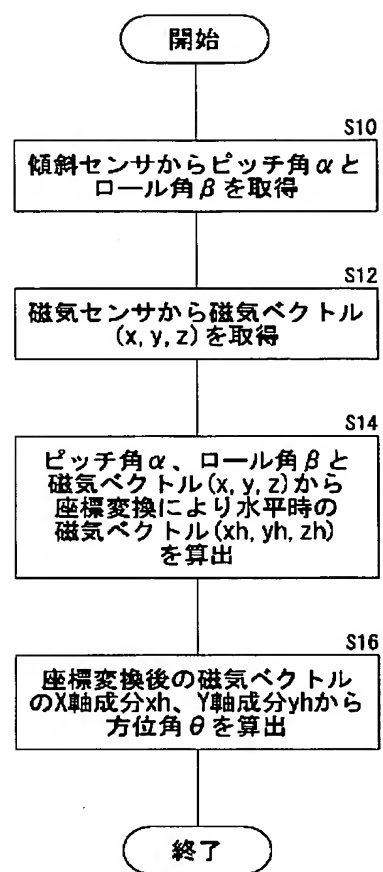 開始
S10
傾斜センサからピッチ角αと
ロール角βを取得
S12
磁気センサから磁気ベクトル
(x, y, z)を取得
S14
ピッチ角α、ロール角βと
磁気ベクトル(x, y, z)から
座標変換により水平時の
磁気ベクトル(xh, yh, zh)
を算出
S16
座標変換後の磁気ベクトル
のX軸成分xh、Y軸成分yhから
方位角θを算出
終了